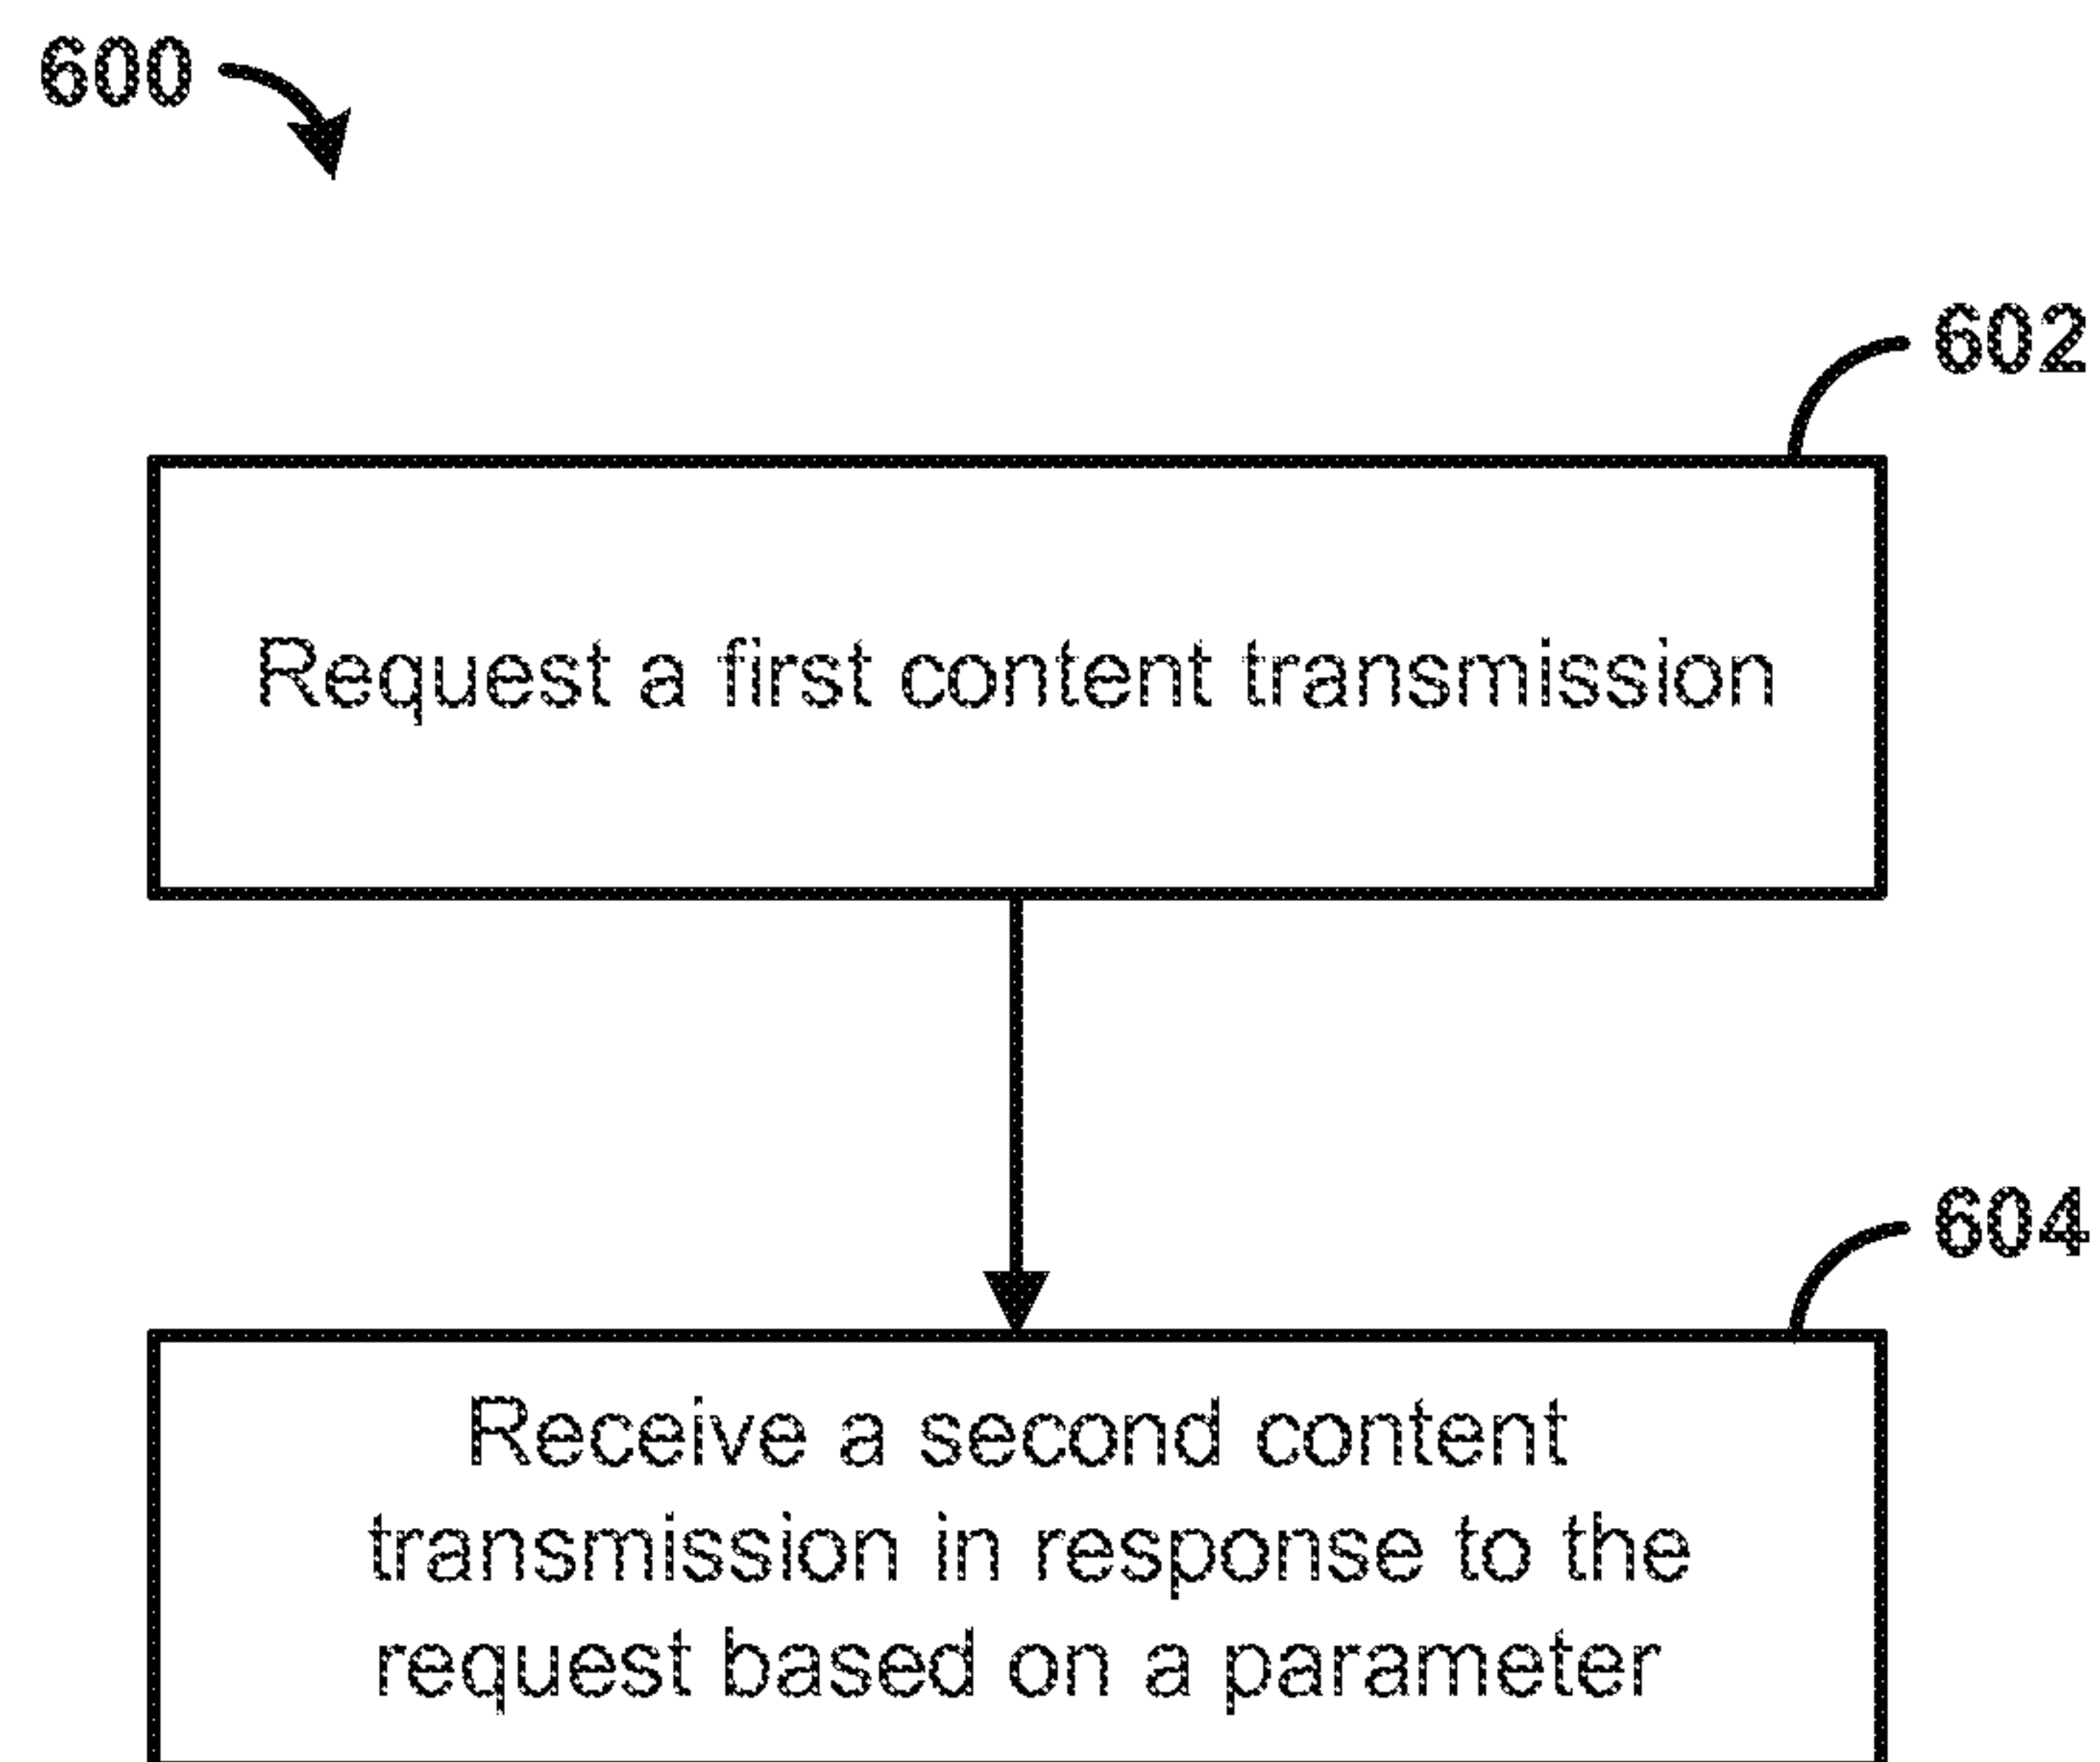 600
602
Request a first content transmission
604
Receive a second content
transmission in response to the
request based on a parameter